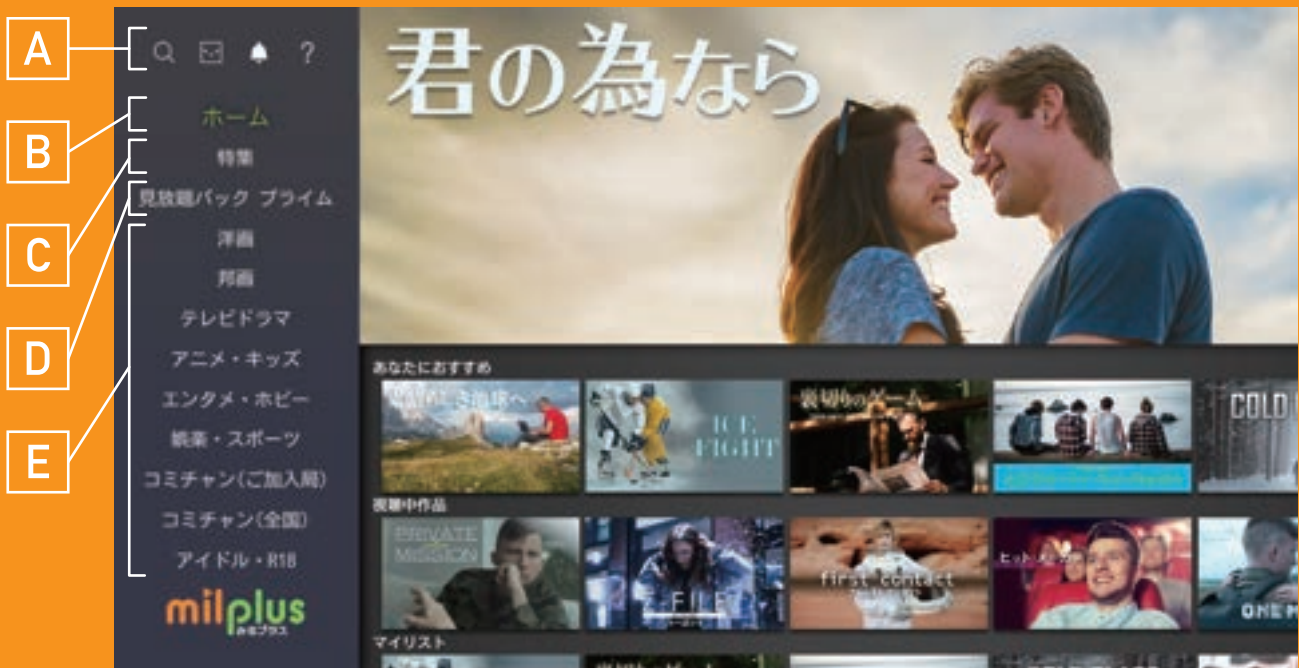 A
?
君の為なら
B
ホーム
特集
見放題パック プライム
C
洋画
邦画
テレビドラマ
D
アニメ・キッズ
エンタメ・ホビー
E
娯楽・スポーツ
コミチャン(ご加入局)
コミチャン(全国)
アイドル・R18
milplus
みるプラス
あなたにおすすめ
ICE
FIGHT
裏切りのゲーム
COLD
視聴中作品
PRIVATE
MISSION
FILE
first contact
マイリスト